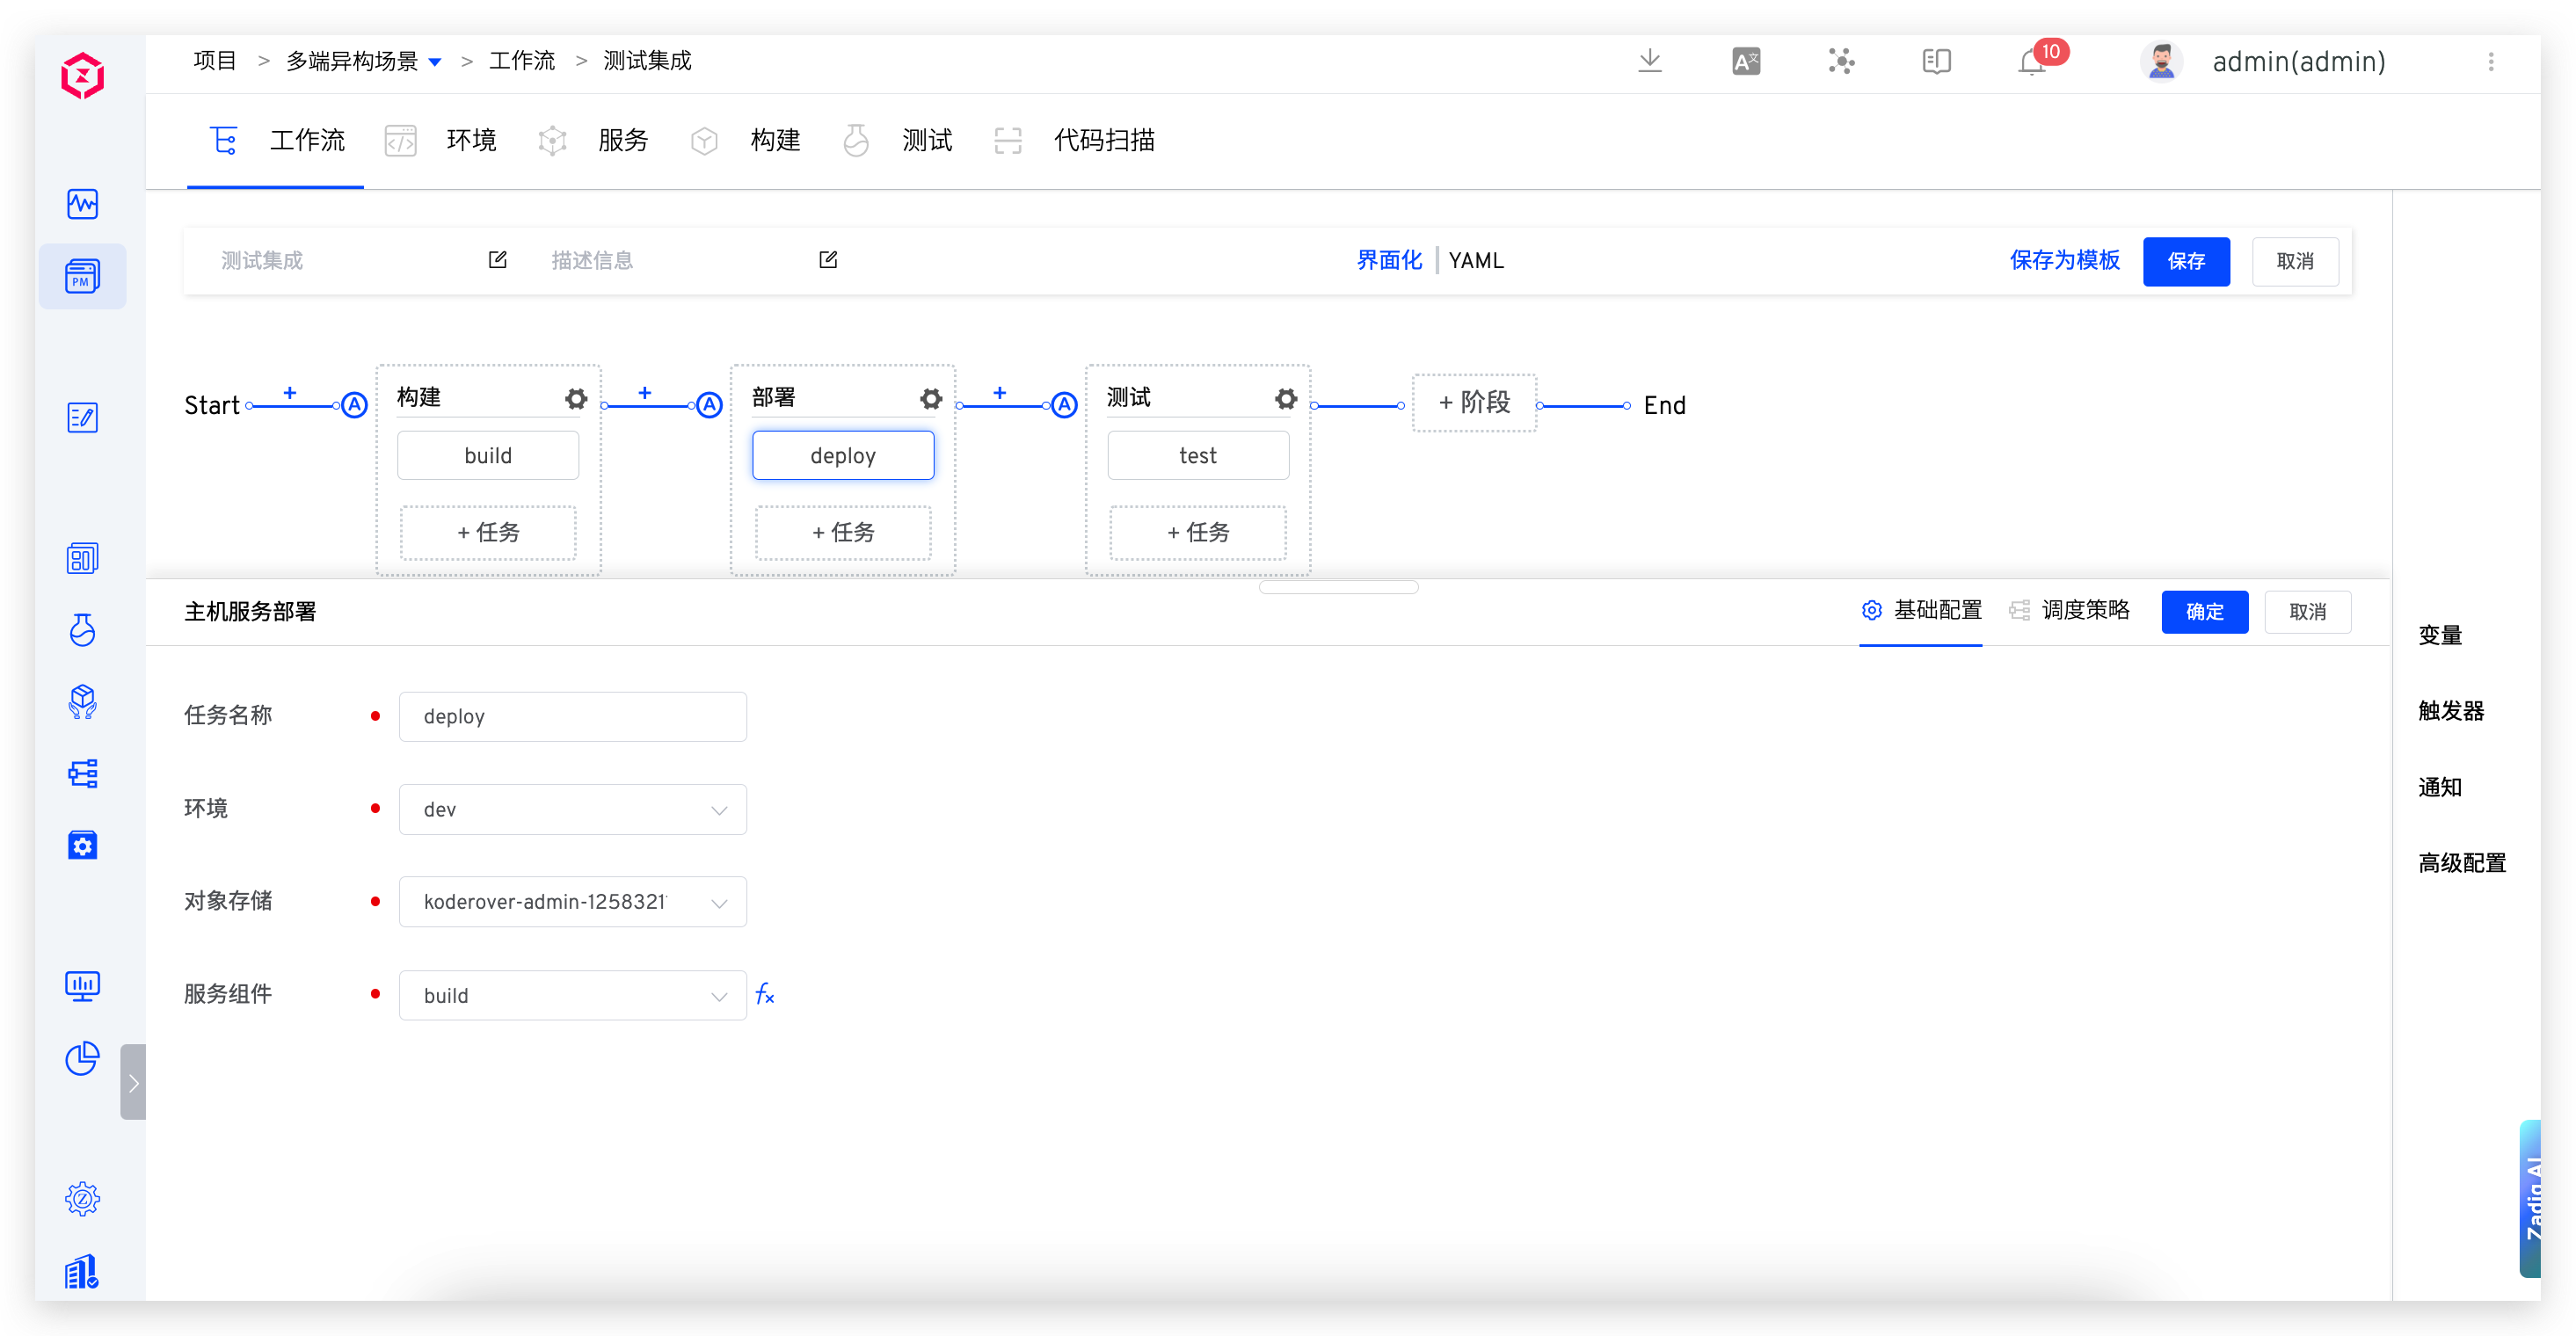 项目 > 多端异构场景 > 工作流 > 测试集成
A文
10
admin(admin)
PM
工作流 环境 服务 构建 测试 代码扫描
测试集成 描述信息 界面化 YAML 保存为模板 保存 取消
Start + A 构建 + A 部署 + A 测试 + 阶段 End
build deploy test
+ 任务 + 任务 + 任务
主机服务部署 基础配置 调度策略 确定 取消
任务名称 deploy
环境 dev
对象存储 koderover-admin-1258321
服务组件 build fx
变量
触发器
通知
高级配置
Zadig AI